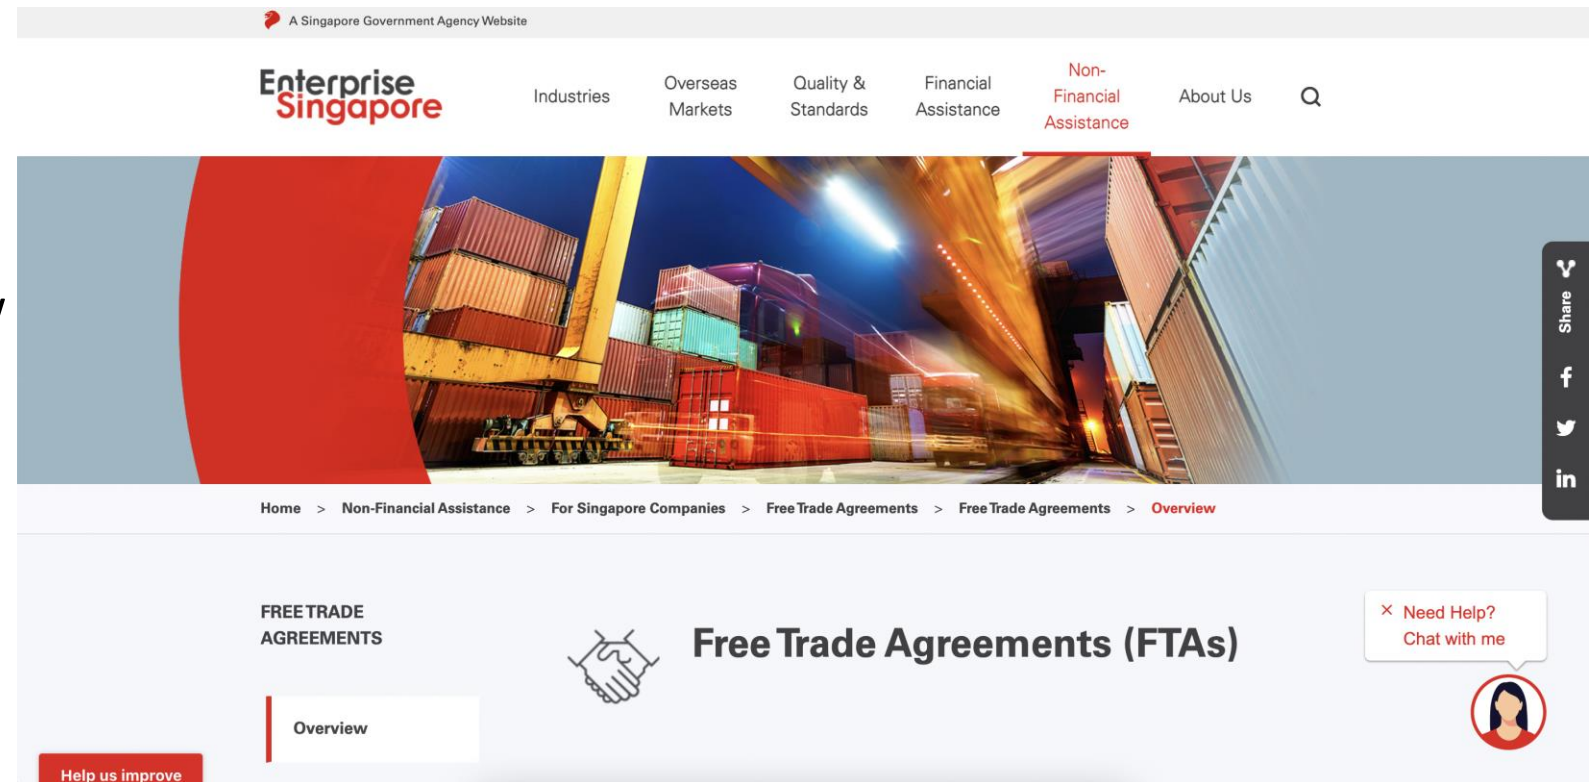 A Singapore Government Agency Website
Enterprise
Singapore
Industries
Overseas
Markets
Quality &
Standards
Financial
Assistance
Non-
Financial
Assistance
About Us
Share
f
in
Home > Non-Financial Assistance > For Singapore Companies > Free Trade Agreements > Free Trade Agreements > Overview
FREE TRADE
AGREEMENTS
Free Trade Agreements (FTAs)
× Need Help?
Chat with me
Overview
Help us improve